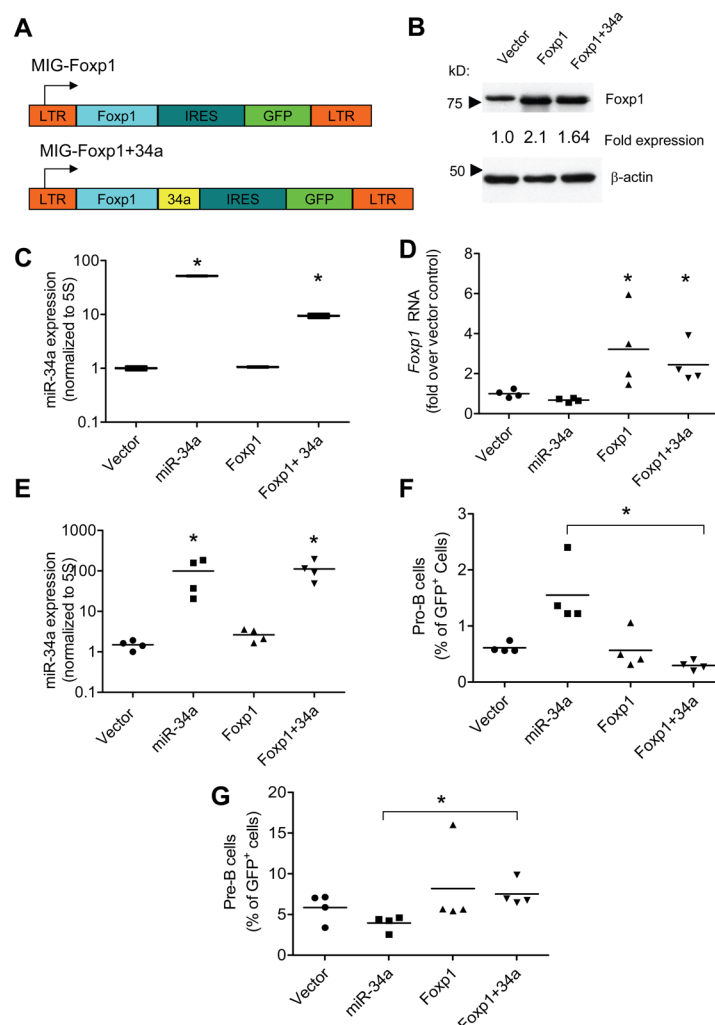 A
MIG-Foxp1
LTR Foxp1 IRES GFP LTR
MIG-Foxp1+34a
LTR Foxp1 34a IRES GFP LTR
B
Vector Foxp1 Foxp1+34a
kD:
75 Foxp1
1.0 2.1 1.64 Fold expression
50 β-actin
C
miR-34a expression
(normalized to 5S)
100
10
1
0.1
* *
Vector miR-34a Foxp1 Foxp1+ 34a
D
Foxp1 RNA
(fold over vector control)
8
6
4
2
0
* *
Vector miR-34a Foxp1 Foxp1+34a
E
miR-34a expression
(normalized to 5S)
1000
100
10
1
0.1
* *
Vector miR-34a Foxp1 Foxp1+34a
F
Pro-B cells
(% of GFP⁺ Cells)
3
2
1
0
*
Vector miR-34a Foxp1 Foxp1+34a
G
Pre-B cells
(% of GFP⁺ cells)
20
15
10
5
0
*
Vector miR-34a Foxp1 Foxp1+34a